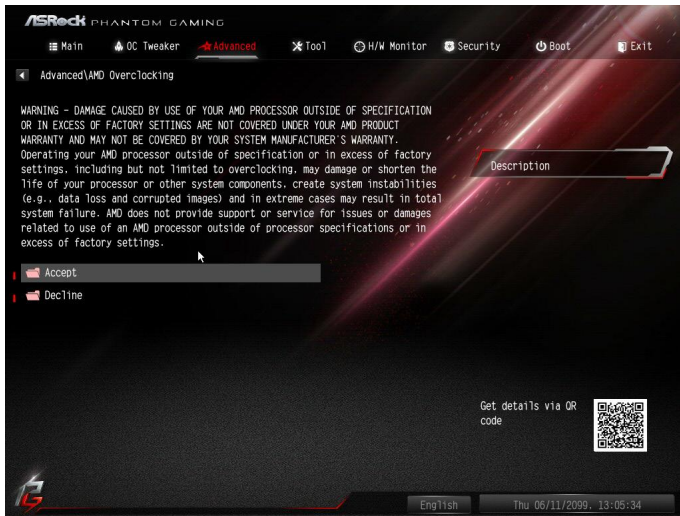 ASRock PHANTOM GAMING
Main OC Tweaker Advanced Tool H/W Monitor Security Boot Exit
Advanced\AMD Overclocking
WARNING - DAMAGE CAUSED BY USE OF YOUR AMD PROCESSOR OUTSIDE OF SPECIFICATION
OR IN EXCESS OF FACTORY SETTINGS ARE NOT COVERED UNDER YOUR AMD PRODUCT
WARRANTY AND MAY NOT BE COVERED BY YOUR SYSTEM MANUFACTURER'S WARRANTY.
Operating your AMD processor outside of specification or in excess of factory
settings, including but not limited to overclocking, may damage or shorten the
life of your processor or other system components, create system instabilities
(e.g., data loss and corrupted images) and in extreme cases may result in total
system failure. AMD does not provide support or service for issues or damages
related to use of an AMD processor outside of processor specifications or in
excess of factory settings.
Description
Accept
Decline
Get details via QR
code
English Thu 06/11/2099, 13:05:34